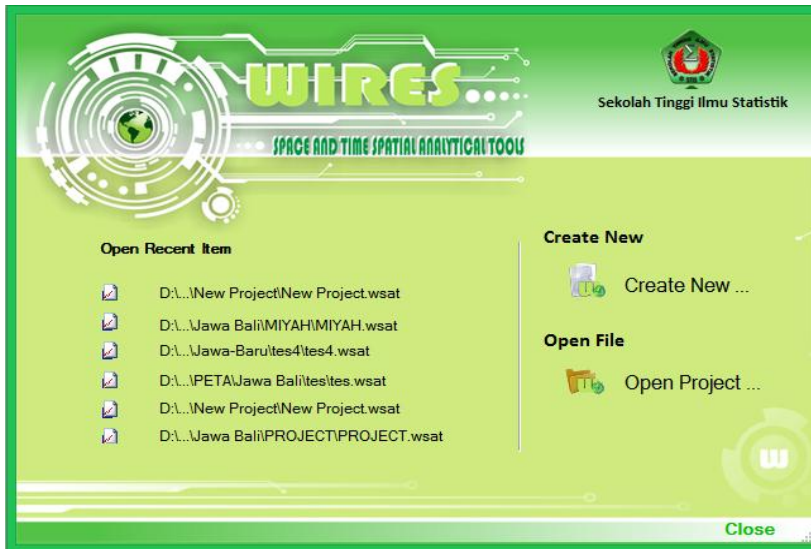 WIRES...
SPACE AND TIME SPATIAL ANALYTICAL TOOLS
Sekolah Tinggi Ilmu Statistik
Open Recent Item
D:\...\New Project\New Project.wsat
D:\...\Jawa Bali\MIYAH\MIYAH.wsat
D:\...\Jawa-Baru\tes4\tes4.wsat
D:\...\PETA\Jawa Bali\tes\tes.wsat
D:\...\New Project\New Project.wsat
D:\...\Jawa Bali\PROJECT\PROJECT.wsat
Create New
Create New ...
Open File
Open Project ...
W
Close